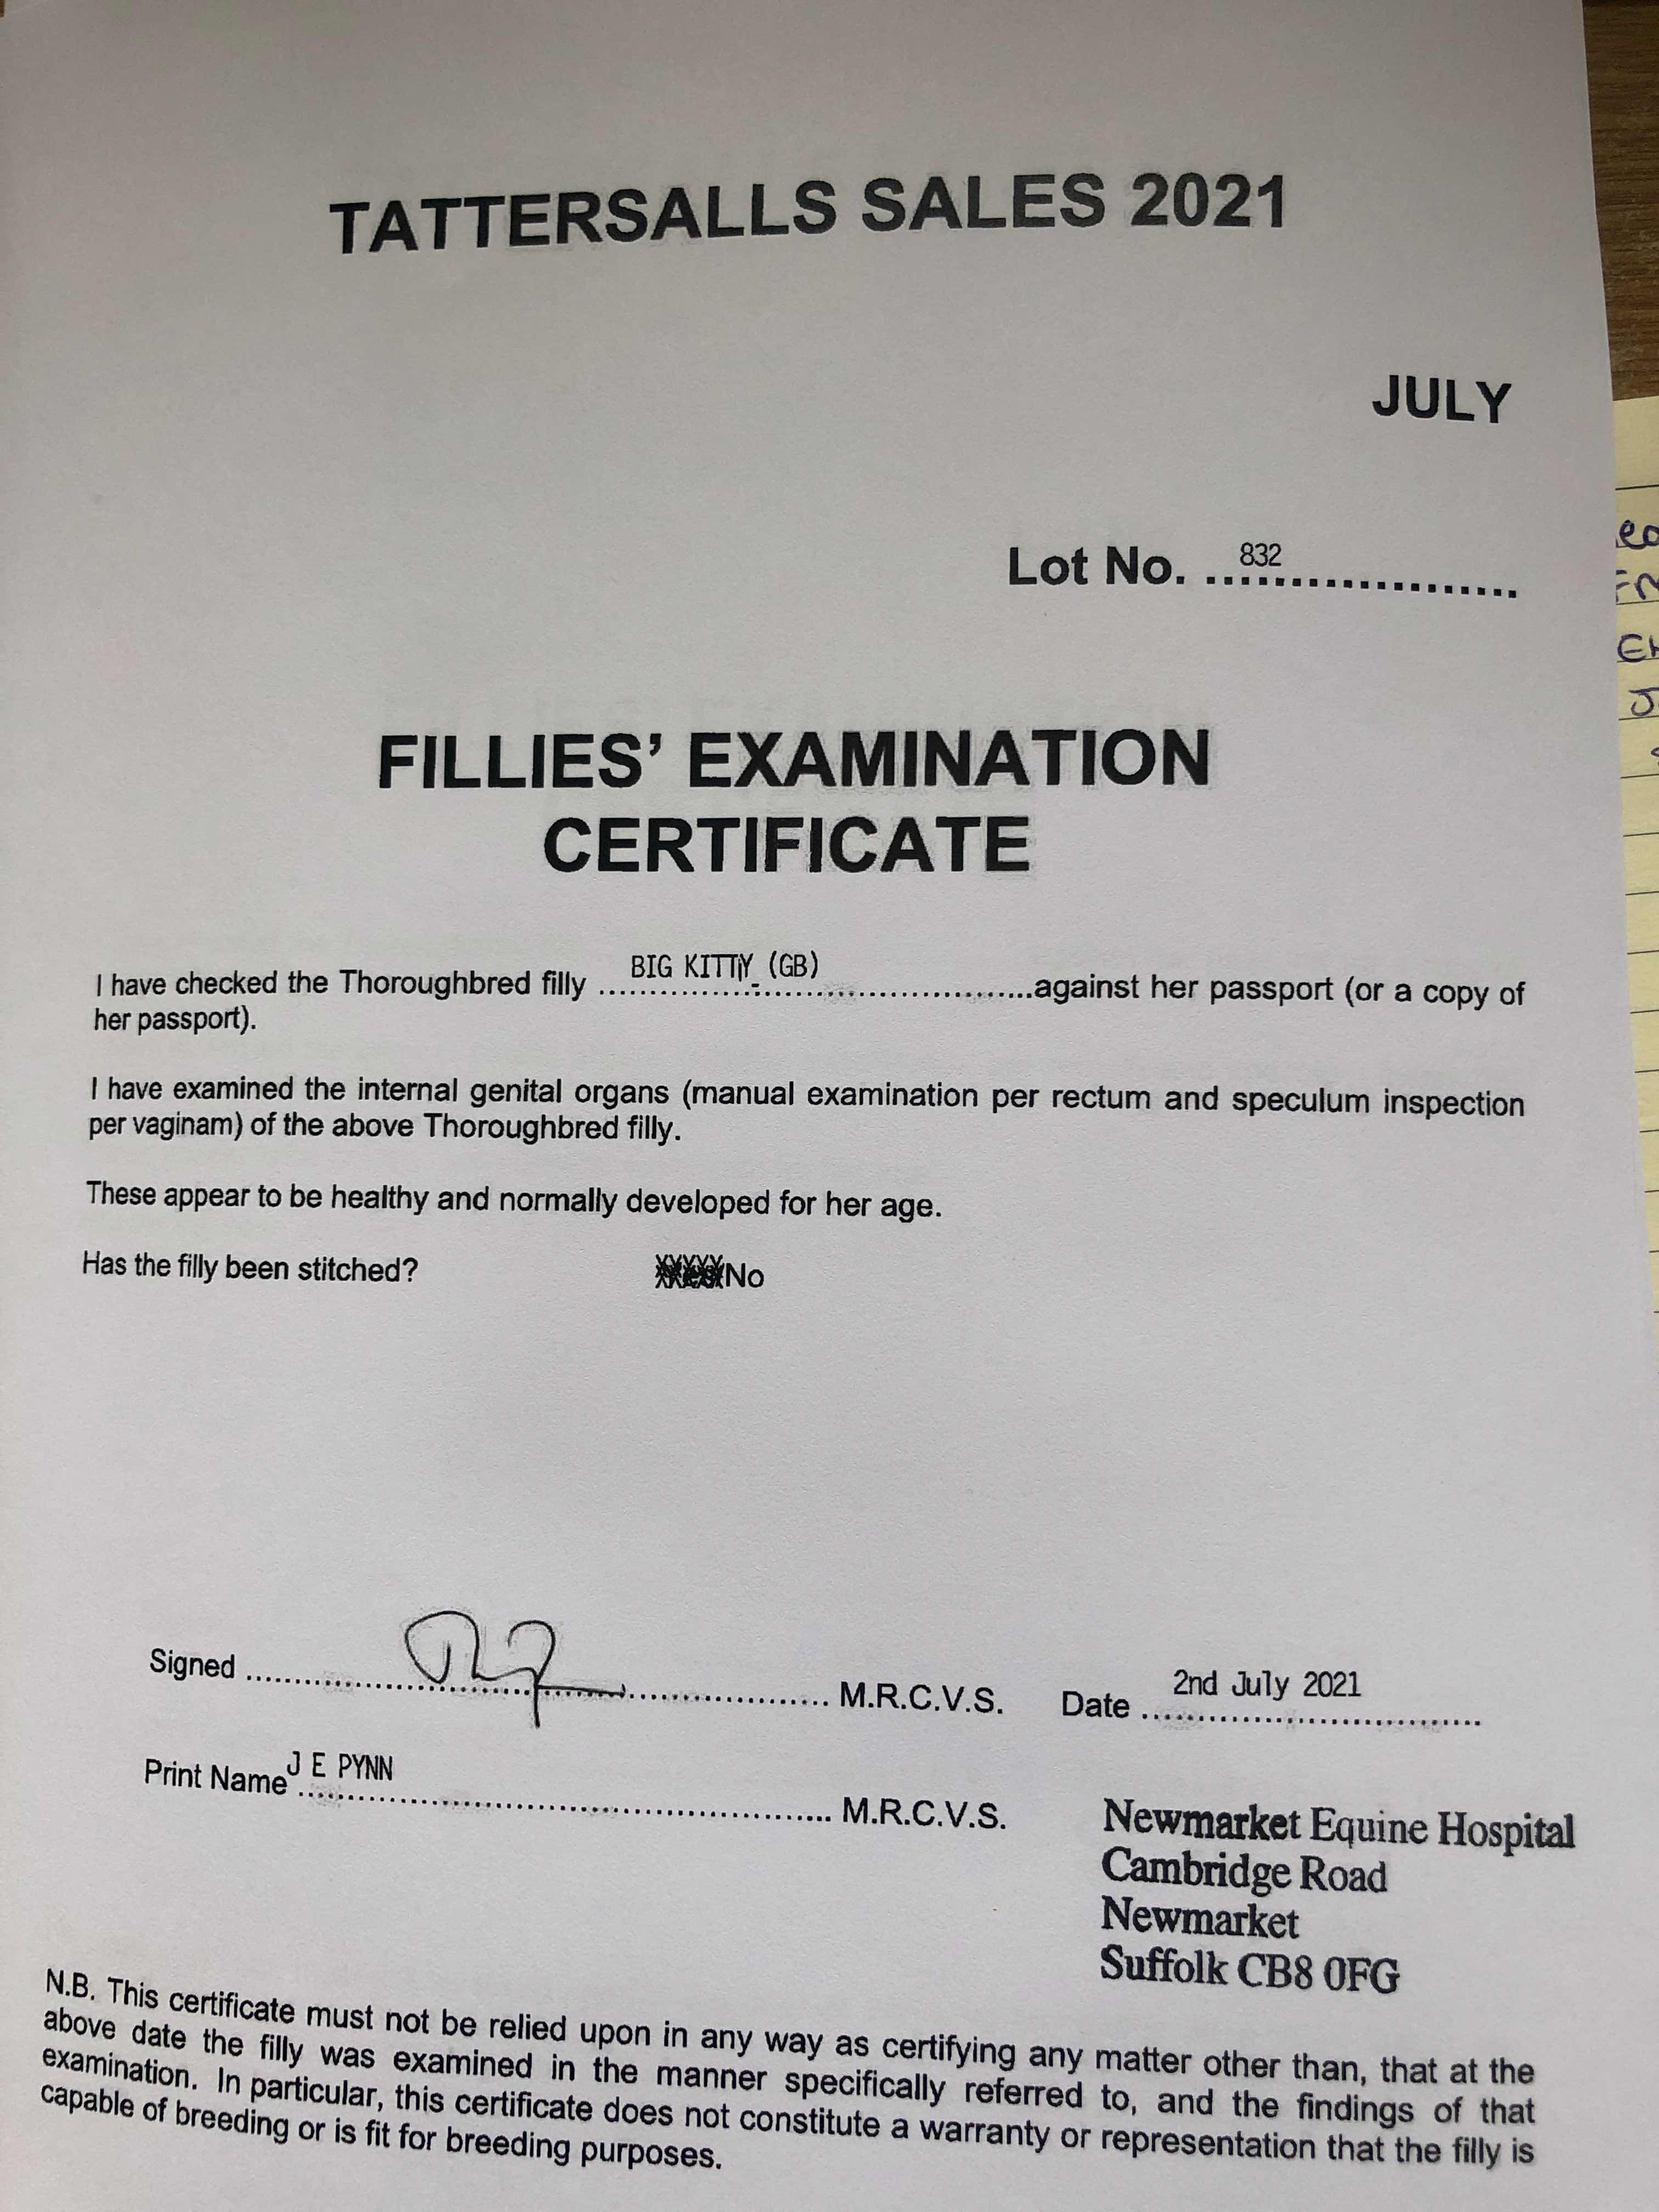 TATTERSALLS SALES 2021
JULY
Lot No. 832
FILLIES' EXAMINATION
CERTIFICATE
I have checked the Thoroughbred filly BIG KITTY (GB) against her passport (or a copy of
her passport).
I have examined the internal genital organs (manual examination per rectum and speculum inspection
per vaginam) of the above Thoroughbred filly.
These appear to be healthy and normally developed for her age.
Has the filly been stitched? No
Signed M.R.C.V.S. Date 2nd July 2021
Print Name J E PYNN M.R.C.V.S.
Newmarket Equine Hospital
Cambridge Road
Newmarket
Suffolk CB8 0FG
N.B. This certificate must not be relied upon in any way as certifying any matter other than, that at the
above date the filly was examined in the manner specifically referred to, and the findings of that
examination. In particular, this certificate does not constitute a warranty or representation that the filly is
capable of breeding or is fit for breeding purposes.